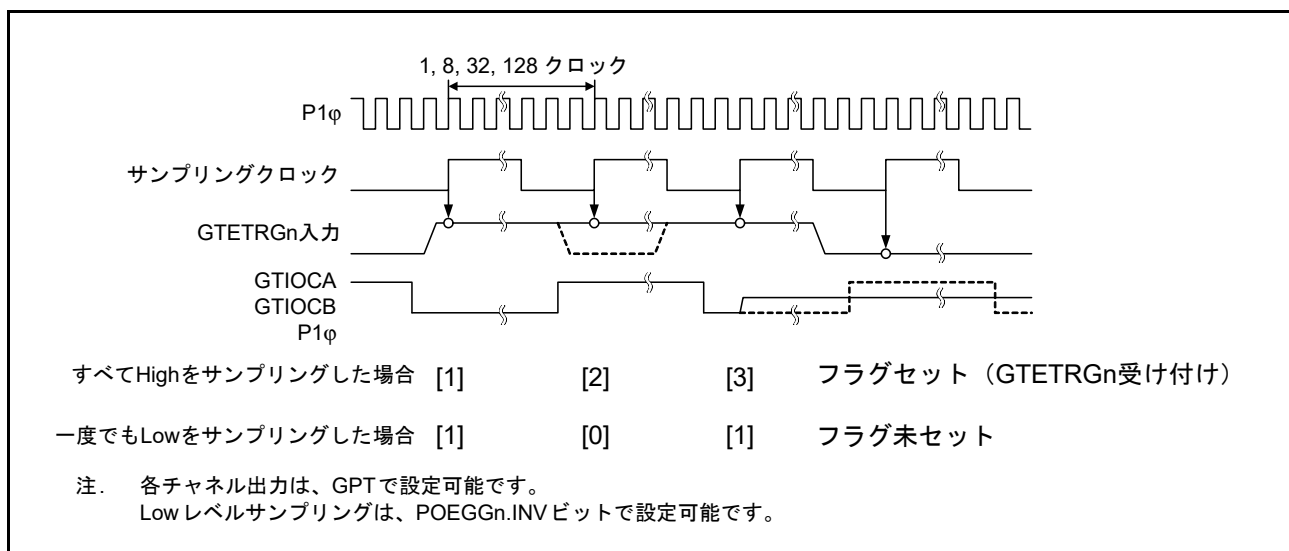 1, 8, 32, 128 クロック
P1φ
サンプリングクロック
GTETRGn入力
GTIOCA
GTIOCB
P1φ
すべてHighをサンプリングした場合 [1] [2] [3] フラグセット（GTETRGn受け付け）
一度でもLowをサンプリングした場合 [1] [0] [1] フラグ未セット
注. 各チャネル出力は、GPTで設定可能です。
Lowレベルサンプリングは、POEGGn.INVビットで設定可能です。